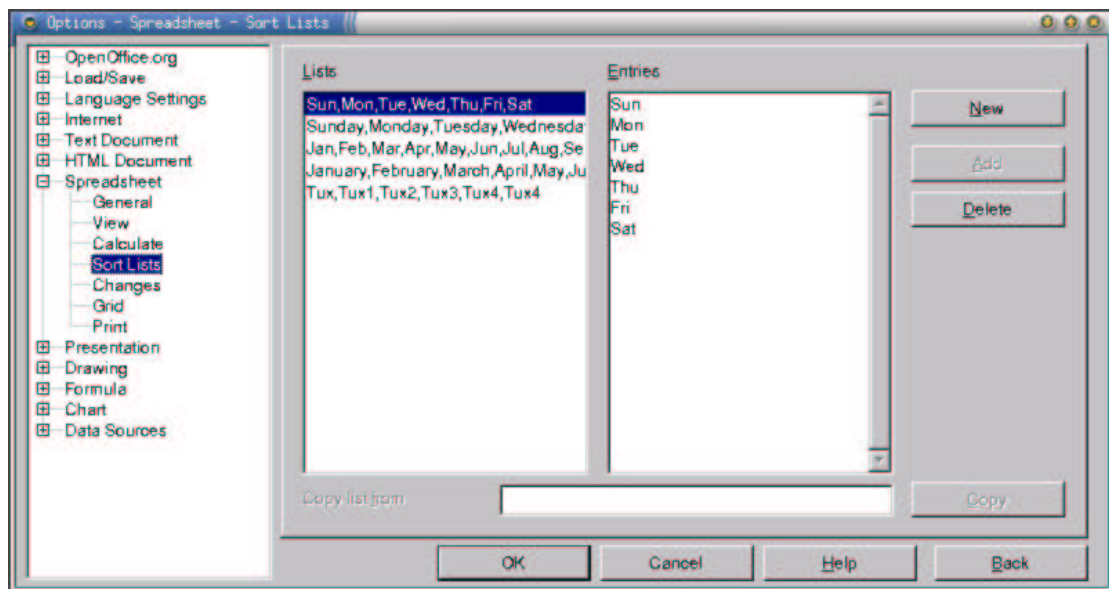 Options - Spreadsheet - Sort Lists
OpenOffice.org
Load/Save
Language Settings
Internet
Text Document
HTML Document
Spreadsheet
General
View
Calculate
Sort Lists
Changes
Grid
Print
Presentation
Drawing
Formula
Chart
Data Sources
Lists
Sun,Mon,Tue,Wed,Thu,Fri,Sat
Sunday,Monday,Tuesday,Wednesda
Jan,Feb,Mar,Apr,May,Jun,Jul,Aug,Se
January,February,March,April,May,Ju
Tux,Tux1,Tux2,Tux3,Tux4,Tux4
Entries
Sun
Mon
Tue
Wed
Thu
Fri
Sat
New
Add
Delete
Copy list from
Copy
OK
Cancel
Help
Back